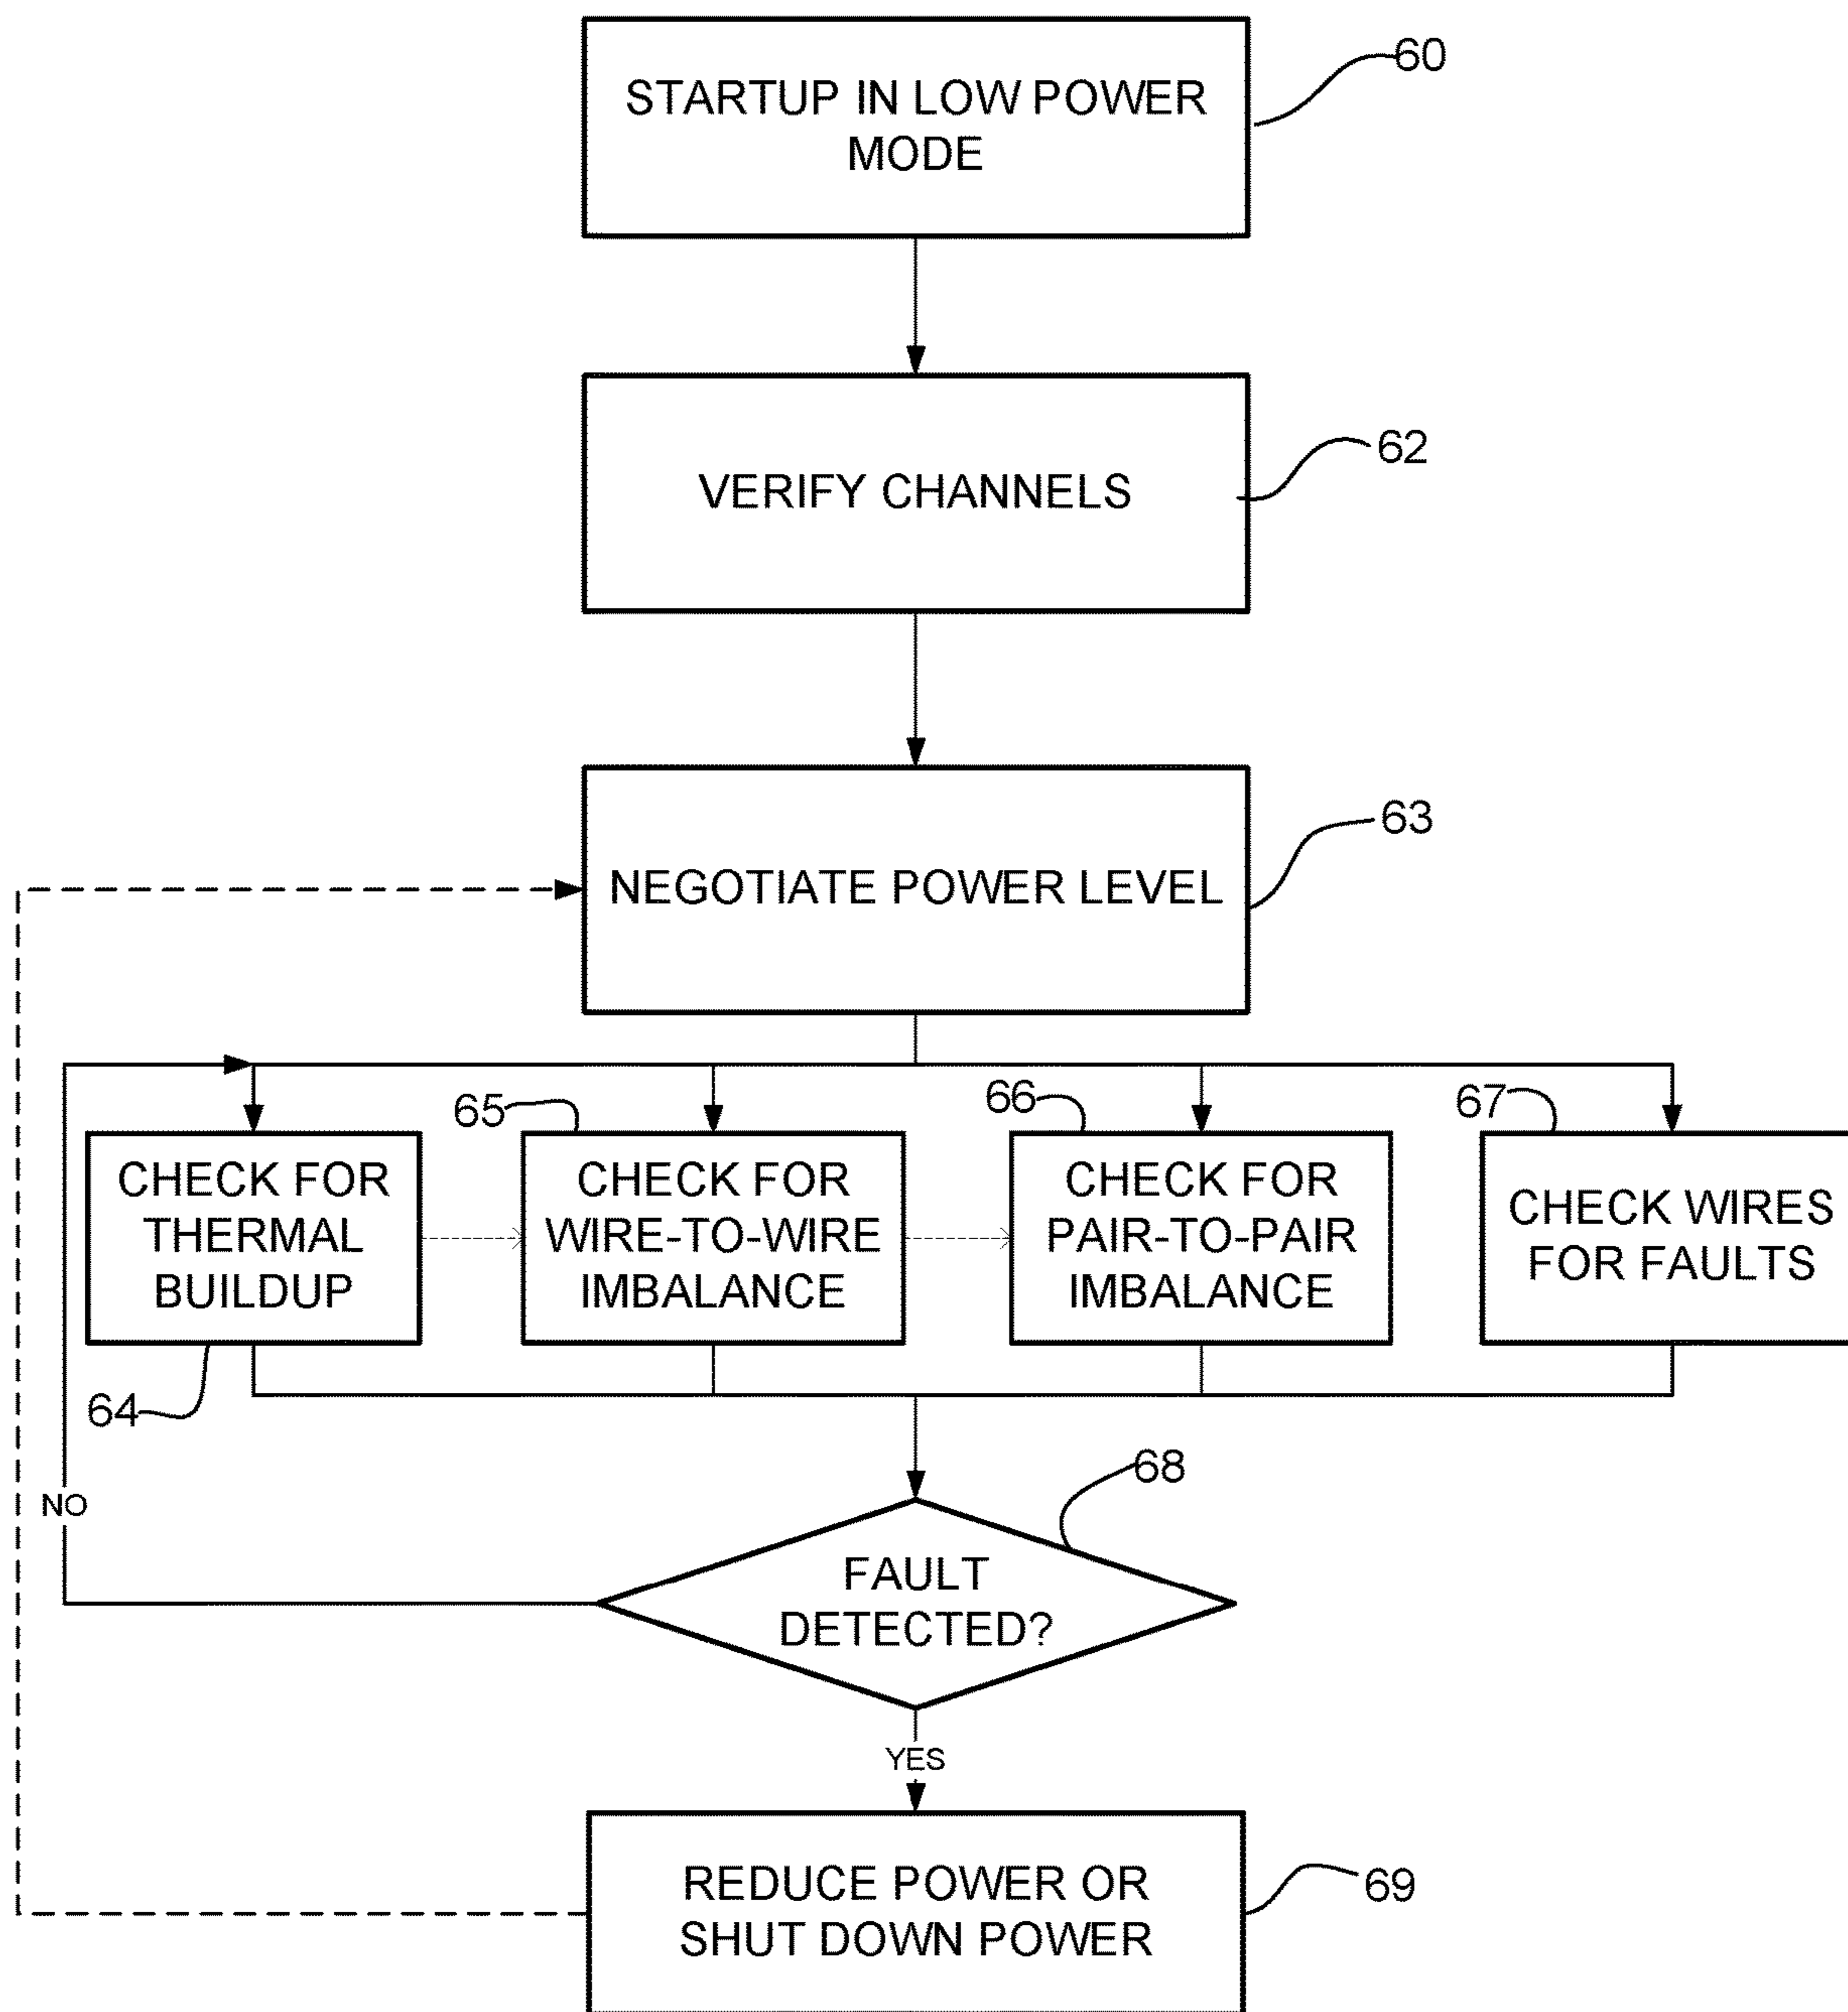 STARTUP IN LOW POWER
MODE
60
VERIFY CHANNELS
62
NEGOTIATE POWER LEVEL
63
CHECK FOR
THERMAL
BUILDUP
64
65
CHECK FOR
WIRE-TO-WIRE
IMBALANCE
66
CHECK FOR
PAIR-TO-PAIR
IMBALANCE
67
CHECK WIRES
FOR FAULTS
68
FAULT
DETECTED?
NO
YES
REDUCE POWER OR
SHUT DOWN POWER
69